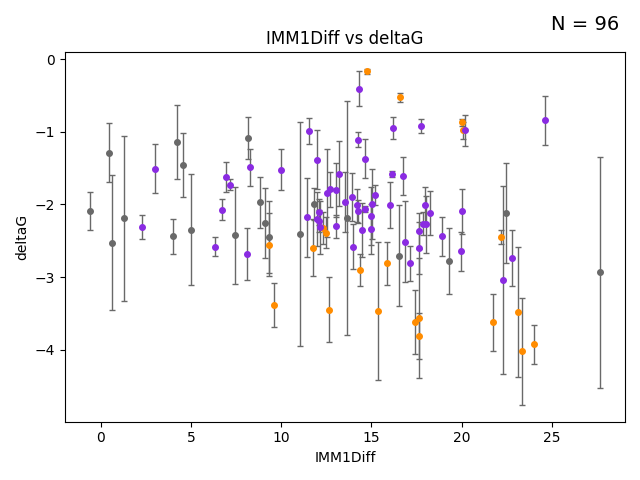 N = 96
IMM1Diff vs deltaG
deltaG
0
−1
−2
−3
−4
0 5 10 15 20 25
IMM1Diff